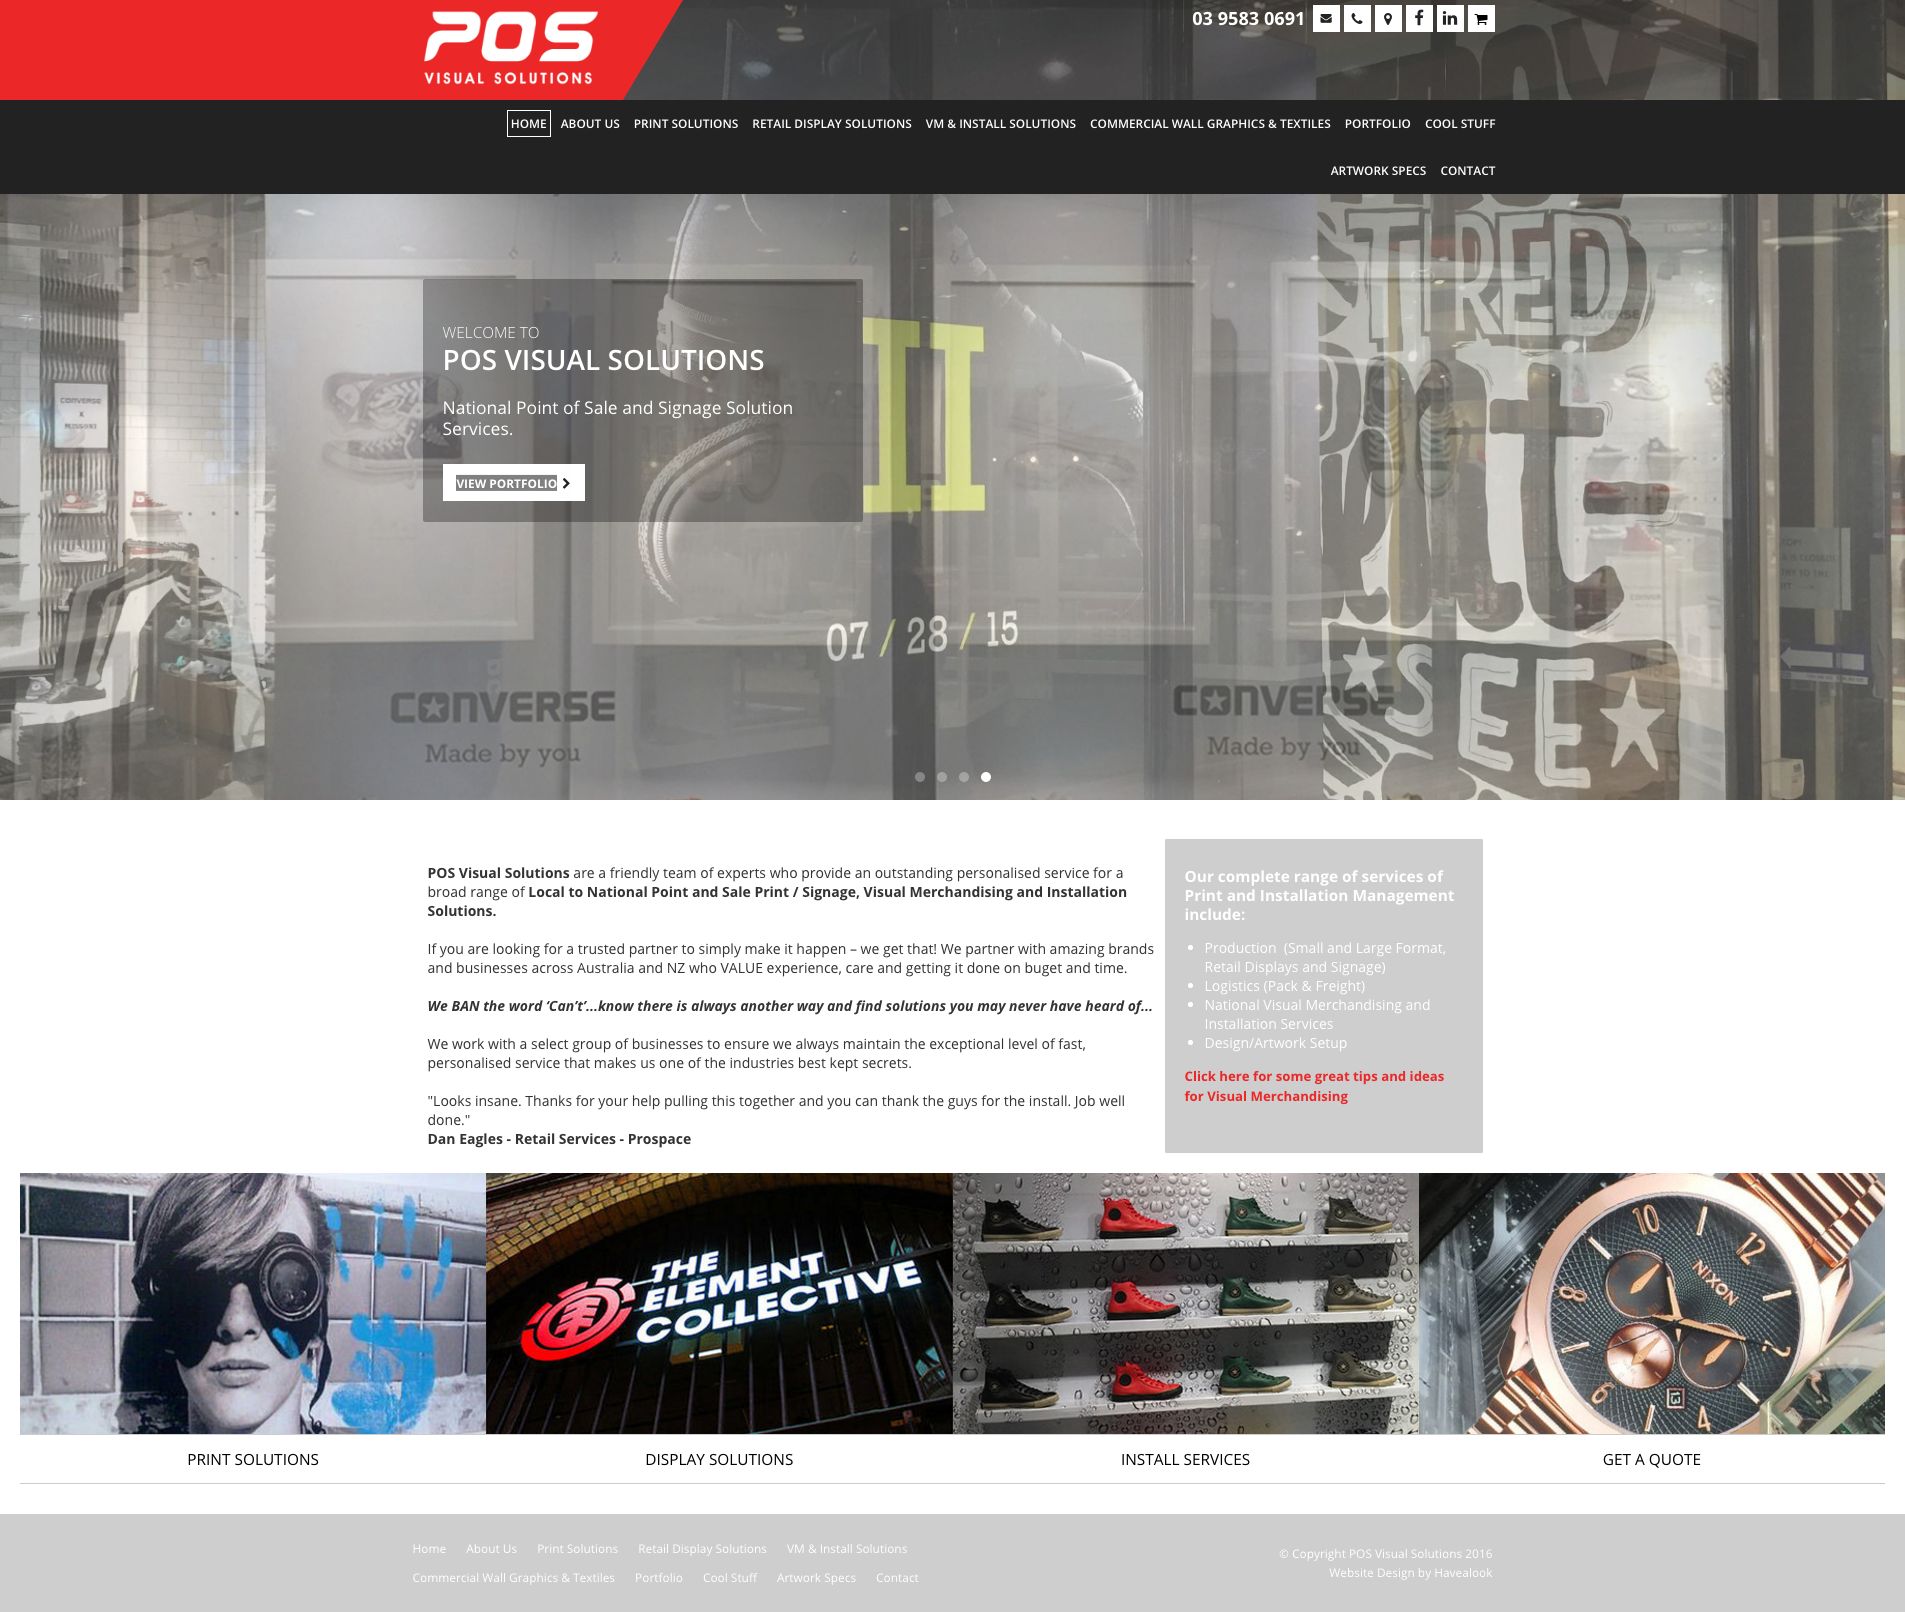 POS
VISUAL SOLUTIONS
03 9583 0691
HOME ABOUT US PRINT SOLUTIONS RETAIL DISPLAY SOLUTIONS VM & INSTALL SOLUTIONS COMMERCIAL WALL GRAPHICS & TEXTILES PORTFOLIO COOL STUFF
ARTWORK SPECS CONTACT
TIRED
CONVERSE
X
MISSONI
WELCOME TO
POS VISUAL SOLUTIONS
National Point of Sale and Signage Solution
Services.
VIEW PORTFOLIO
II
07 / 28 / 15
SEE
CONVERSE
Made by you
CONVERSE
Made by you
POS Visual Solutions are a friendly team of experts who provide an outstanding personalised service for a
broad range of Local to National Point and Sale Print / Signage, Visual Merchandising and Installation
Solutions.
If you are looking for a trusted partner to simply make it happen – we get that! We partner with amazing brands
and businesses across Australia and NZ who VALUE experience, care and getting it done on buget and time.
We BAN the word ‘Can’t’...know there is always another way and find solutions you may never have heard of...
We work with a select group of businesses to ensure we always maintain the exceptional level of fast,
personalised service that makes us one of the industries best kept secrets.
"Looks insane. Thanks for your help pulling this together and you can thank the guys for the install. Job well
done."
Dan Eagles - Retail Services - Prospace
Our complete range of services of
Print and Installation Management
include:
Production (Small and Large Format,
Retail Displays and Signage)
Logistics (Pack & Freight)
National Visual Merchandising and
Installation Services
Design/Artwork Setup
Click here for some great tips and ideas
for Visual Merchandising
THE
ELEMENT
COLLECTIVE
NIXON
PRINT SOLUTIONS
DISPLAY SOLUTIONS
INSTALL SERVICES
GET A QUOTE
Home About Us Print Solutions Retail Display Solutions VM & Install Solutions
Commercial Wall Graphics & Textiles Portfolio Cool Stuff Artwork Specs Contact
© Copyright POS Visual Solutions 2016
Website Design by Havealook